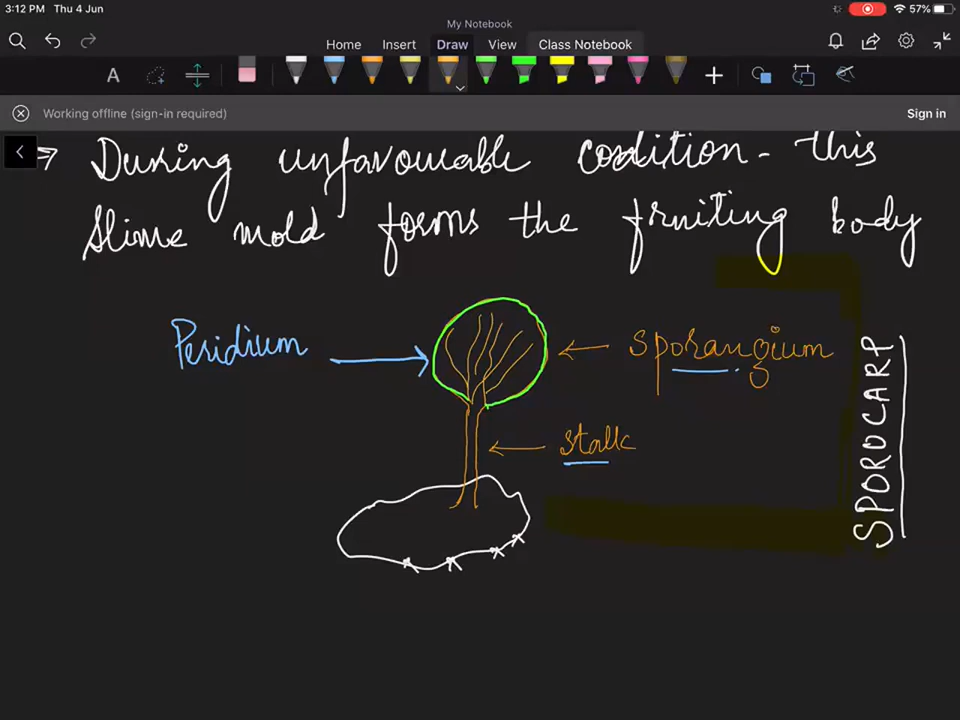 3:12 PM Thu 4 Jun
57%
My Notebook
Home Insert Draw View Class Notebook
A
Working offline (sign-in required) Sign in
During unfavourable condition - this
slime mold forms the fruiting body
Peridium
sporangium
stalk
SPOROCARP